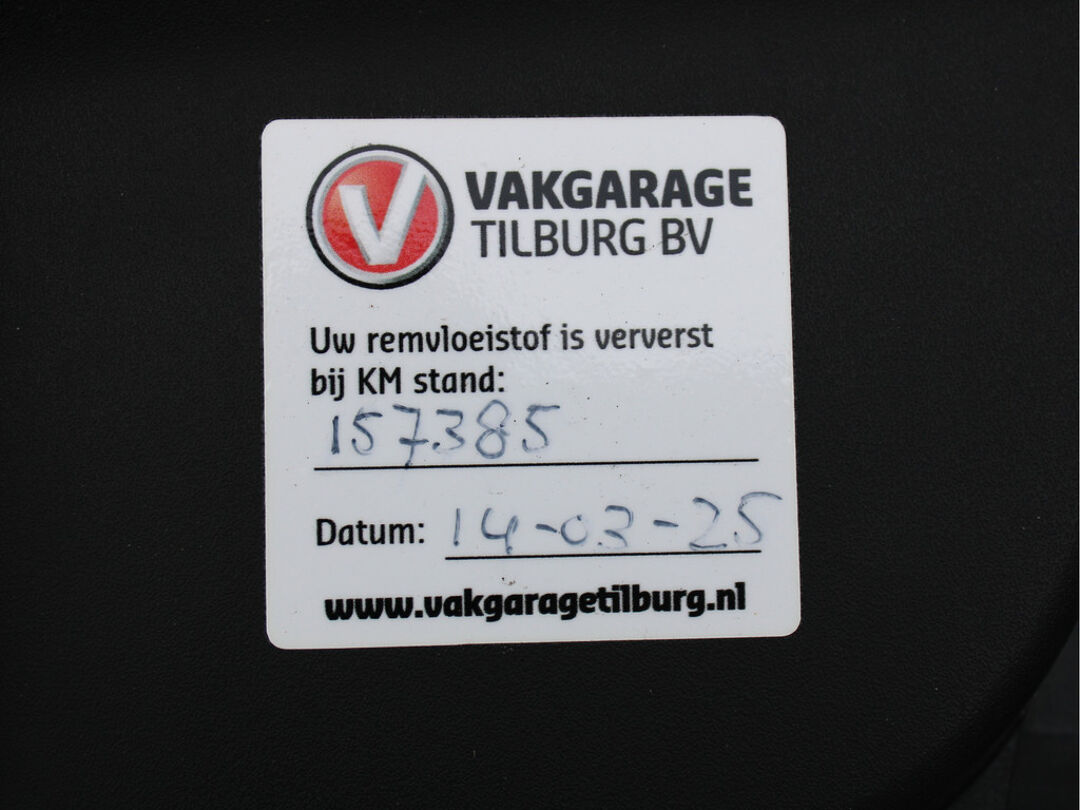 V VAKGARAGE
TILBURG BV
Uw remvloeistof is ververst
bij KM stand:
157385
Datum: 14-03-25
www.vakgaragetilburg.nl